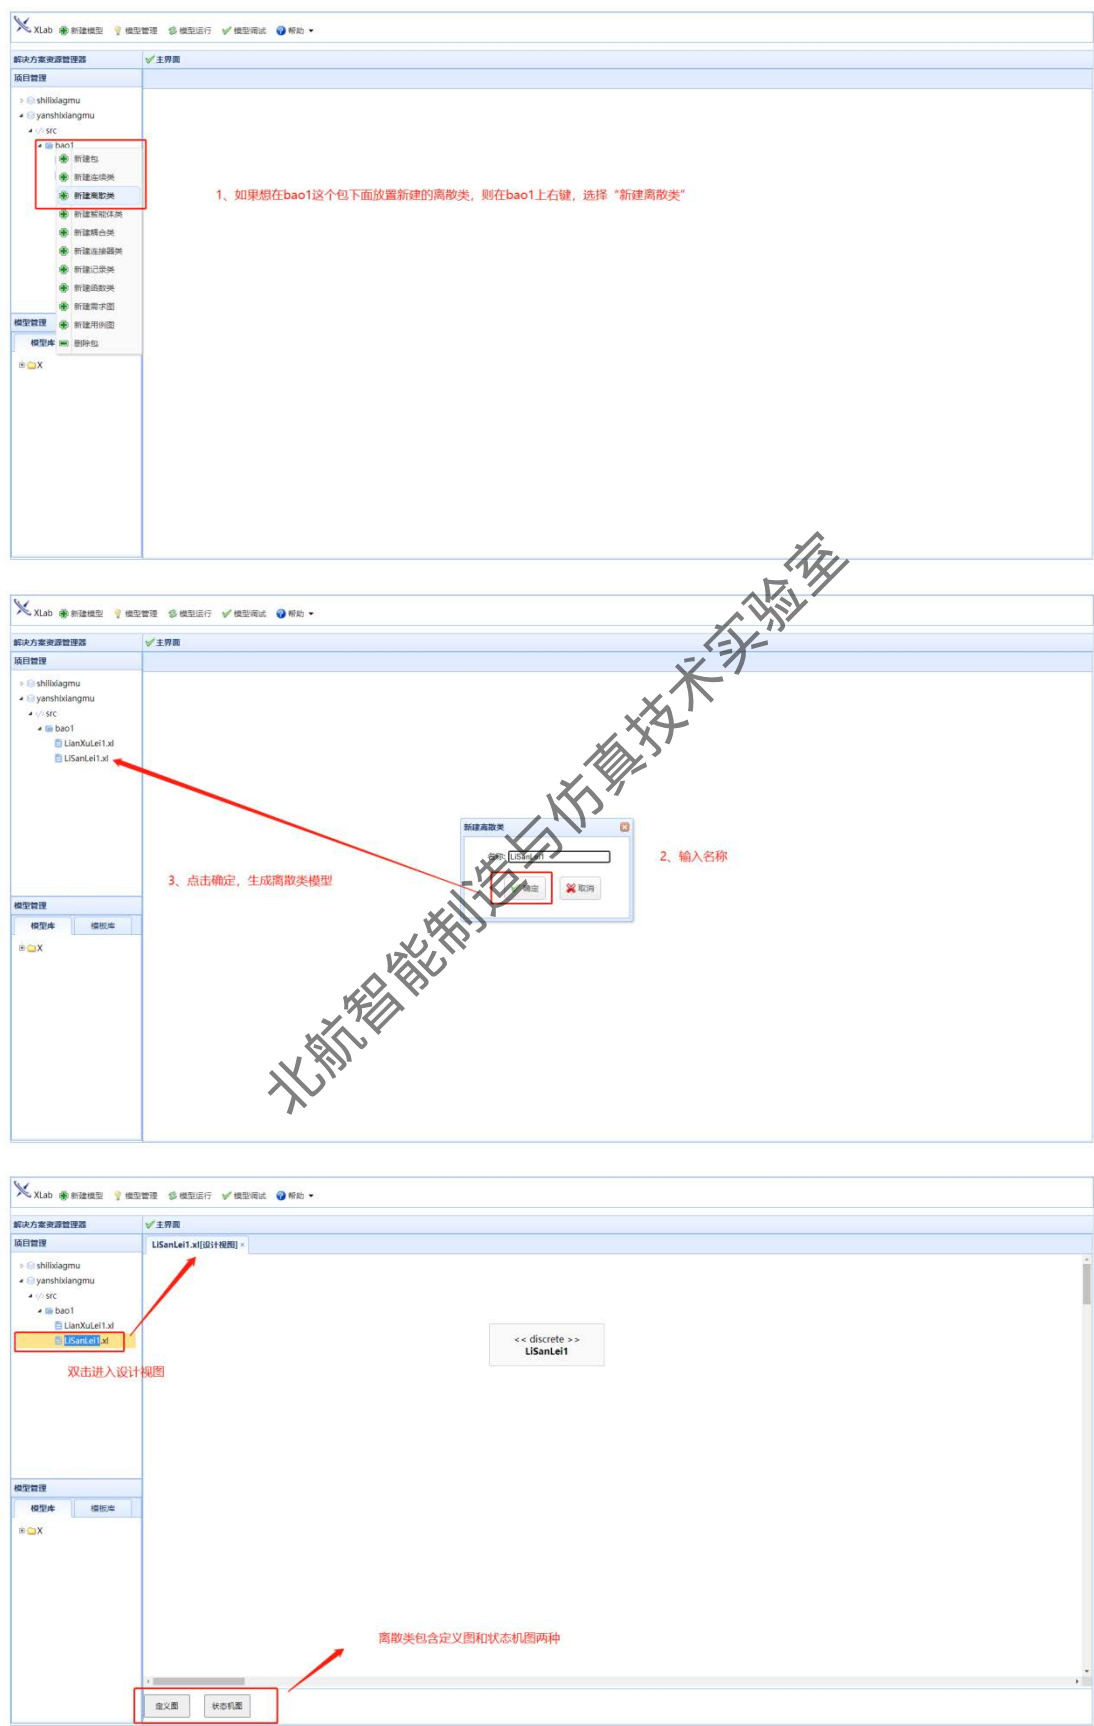 XLab 新建模型 模型管理 模型运行 模型调试 帮助
解决方案资源管理器 主界面
项目管理
shilixiagmu
yanshixiangmu
src
bao1
新建包
新建连续类
新建离散类
1、如果想在bao1这个包下面放置新建的离散类，则在bao1上右键，选择“新建离散类”
新建智能体类
新建耦合类
新建连接器类
新建记录类
新建函数类
新建需求图
模型管理
新建用例图
模型库
删除包
X
XLab 新建模型 模型管理 模型运行 模型调试 帮助
解决方案资源管理器 主界面
项目管理
shilixiagmu
yanshixiangmu
src
bao1
LianXuLei1.xl
LiSanLei1.xl
新建离散类
名称: LiSanLei1
2、输入名称
3、点击确定，生成离散类模型
确定 取消
模型管理
模型库 模板库
X
北航智能制造与仿真技术实验室
XLab 新建模型 模型管理 模型运行 模型调试 帮助
解决方案资源管理器 主界面
项目管理
LiSanLei1.xl[设计视图] ×
shilixiagmu
yanshixiangmu
src
bao1
LianXuLei1.xl
LiSanLei1.xl
<< discrete >>
LiSanLei1
双击进入设计视图
模型管理
模型库 模板库
X
离散类包含定义图和状态机图两种
定义图 状态机图